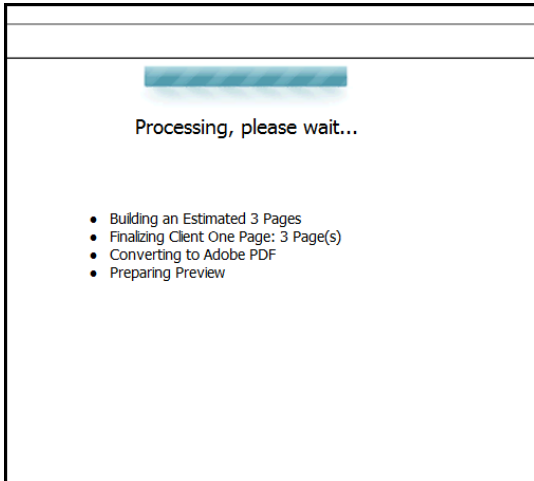 Processing, please wait...
• Building an Estimated 3 Pages
• Finalizing Client One Page: 3 Page(s)
• Converting to Adobe PDF
• Preparing Preview